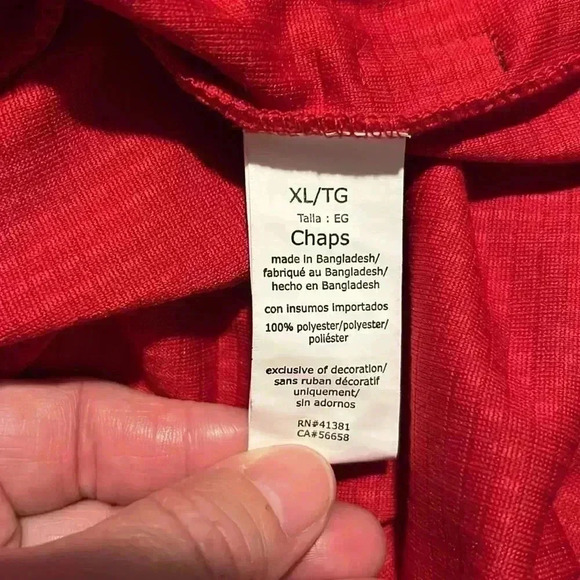 XL/TG
Talla : EG
Chaps
made in Bangladesh/
fabriqué au Bangladesh/
hecho en Bangladesh
con insumos importados
100% polyester/polyester/
poliéster
exclusive of decoration/
sans ruban décoratif
uniquement/
sin adornos
RN#41381
CA#56658